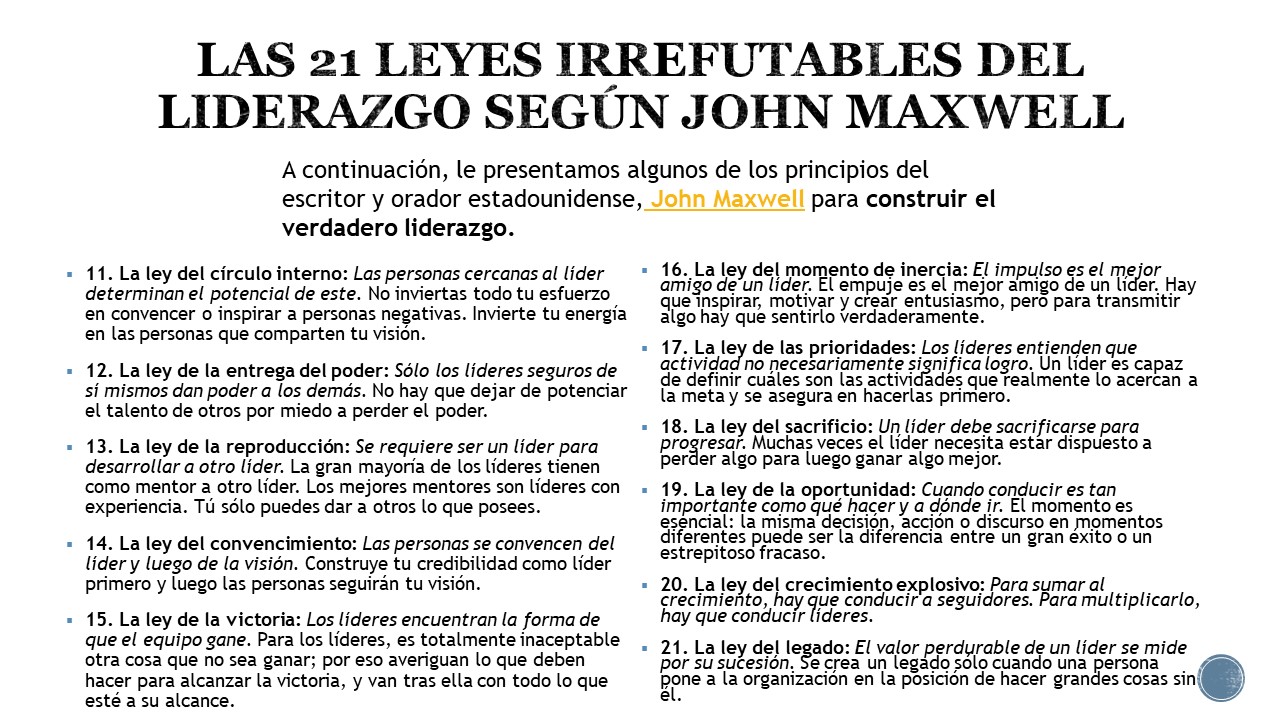 LAS 21 LEYES IRREFUTABLES DEL
LIDERAZGO SEGÚN JOHN MAXWELL
A continuación, le presentamos algunos de los principios del
escritor y orador estadounidense, John Maxwell para construir el
verdadero liderazgo.
11. La ley del círculo interno: Las personas cercanas al líder
determinan el potencial de este. No inviertas todo tu esfuerzo
en convencer o inspirar a personas negativas. Invierte tu energía
en las personas que comparten tu visión.
12. La ley de la entrega del poder: Sólo los líderes seguros de
sí mismos dan poder a los demás. No hay que dejar de potenciar
el talento de otros por miedo a perder el poder.
13. La ley de la reproducción: Se requiere ser un líder para
desarrollar a otro líder. La gran mayoría de los líderes tienen
como mentor a otro líder. Los mejores mentores son líderes con
experiencia. Tú sólo puedes dar a otros lo que posees.
14. La ley del convencimiento: Las personas se convencen del
líder y luego de la visión. Construye tu credibilidad como líder
primero y luego las personas seguirán tu visión.
15. La ley de la victoria: Los líderes encuentran la forma de
que el equipo gane. Para los líderes, es totalmente inaceptable
otra cosa que no sea ganar; por eso averiguan lo que deben
hacer para alcanzar la victoria, y van tras ella con todo lo que
esté a su alcance.
16. La ley del momento de inercia: El impulso es el mejor
amigo de un líder. El empuje es el mejor amigo de un líder. Hay
que inspirar, motivar y crear entusiasmo, pero para transmitir
algo hay que sentirlo verdaderamente.
17. La ley de las prioridades: Los líderes entienden que
actividad no necesariamente significa logro. Un líder es capaz
de definir cuáles son las actividades que realmente lo acercan a
la meta y se asegura en hacerlas primero.
18. La ley del sacrificio: Un líder debe sacrificarse para
progresar. Muchas veces el líder necesita estar dispuesto a
perder algo para luego ganar algo mejor.
19. La ley de la oportunidad: Cuando conducir es tan
importante como qué hacer y a dónde ir. El momento es
esencial: la misma decisión, acción o discurso en momentos
diferentes puede ser la diferencia entre un gran éxito o un
estrepitoso fracaso.
20. La ley del crecimiento explosivo: Para sumar al
crecimiento, hay que conducir a seguidores. Para multiplicarlo,
hay que conducir líderes.
21. La ley del legado: El valor perdurable de un líder se mide
por su sucesión. Se crea un legado sólo cuando una persona
pone a la organización en la posición de hacer grandes cosas sin
él.